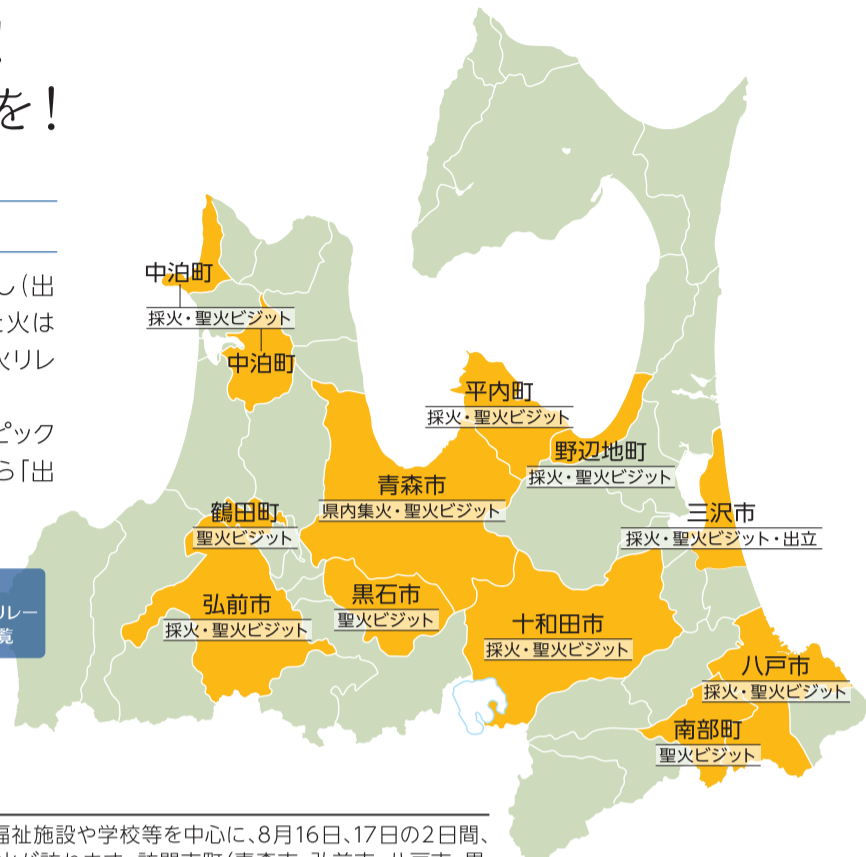 を!
し(出
火は
火リレ
ピック
ら「出
リレー
覧
中泊町
採火・聖火ビジット
中泊町
平内町
採火・聖火ビジット
野辺地町
採火・聖火ビジット
青森市
県内集火・聖火ビジット
三沢市
採火・聖火ビジット・出立
鶴田町
聖火ビジット
弘前市
採火・聖火ビジット
黒石市
聖火ビジット
十和田市
採火・聖火ビジット
八戸市
採火・聖火ビジット
南部町
聖火ビジット
福祉施設や学校等を中心に、8月16日、17日の2日間、